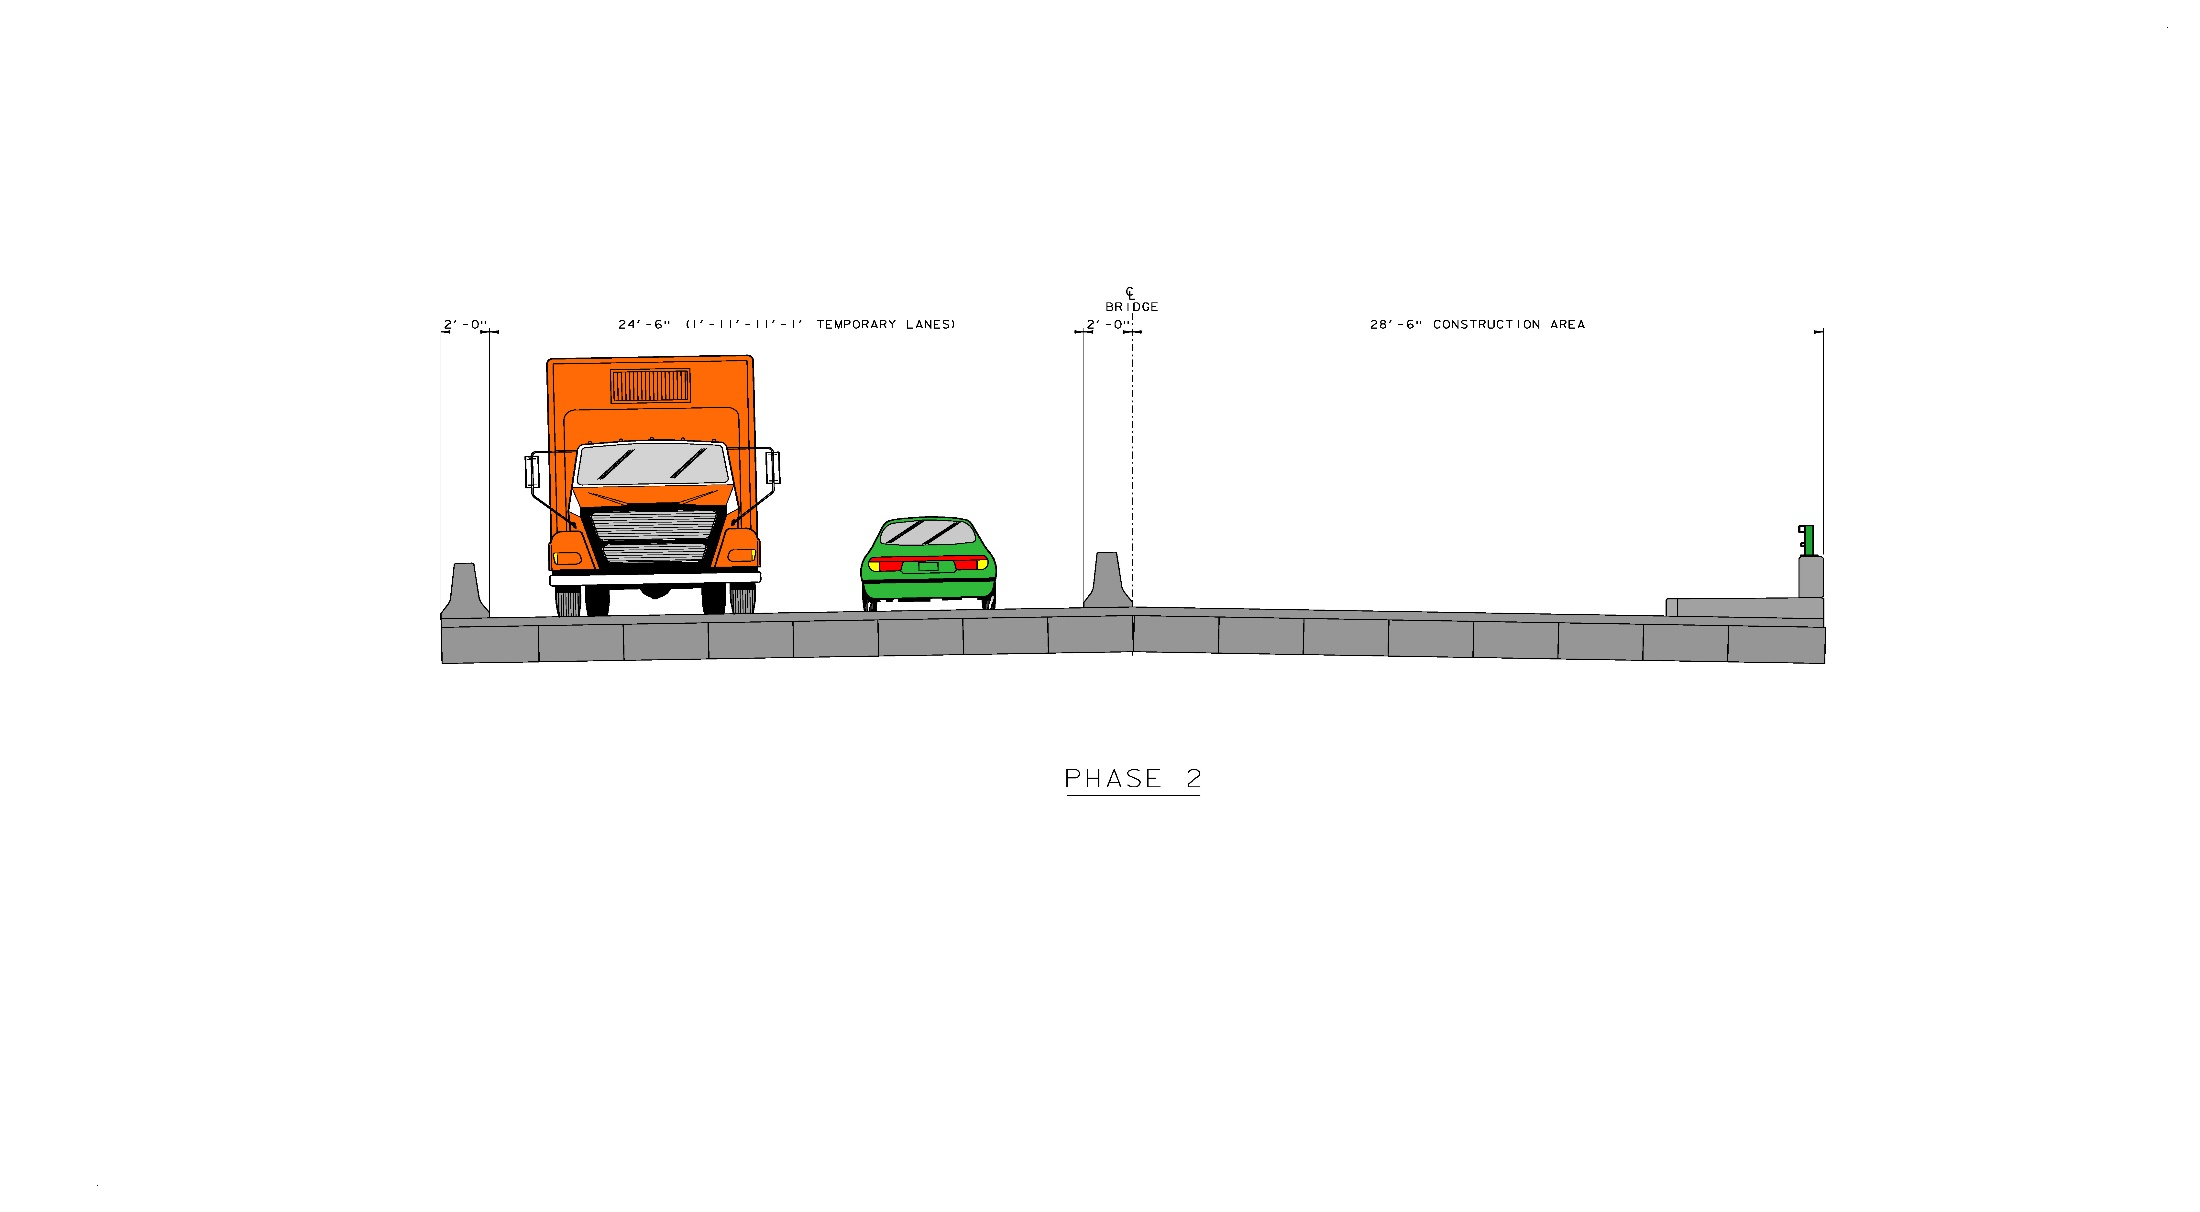 ℄
BRIDGE
2'-0" 24'-6" (1'-11'-11'-1' TEMPORARY LANES) 2'-0" 28'-6" CONSTRUCTION AREA
PHASE 2